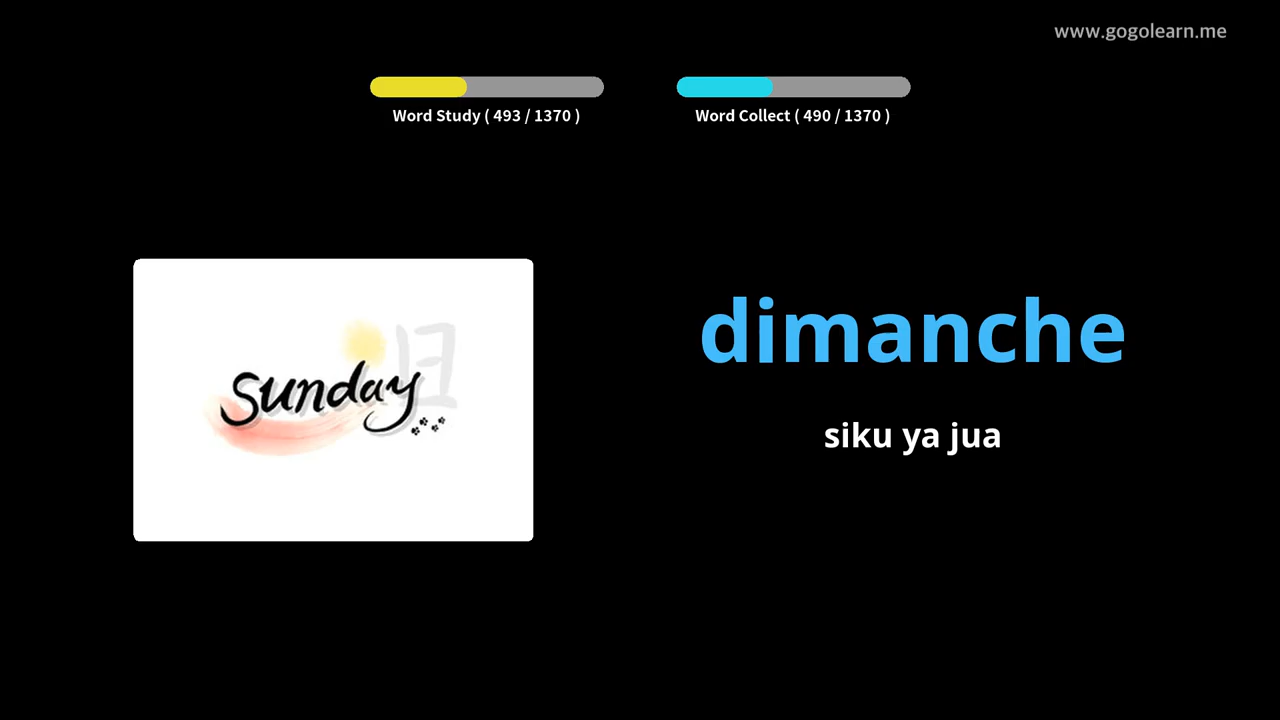 www.gogolearn.me
Word Study ( 493 / 1370 )
Word Collect ( 490 / 1370 )
Sunday
dimanche
siku ya jua